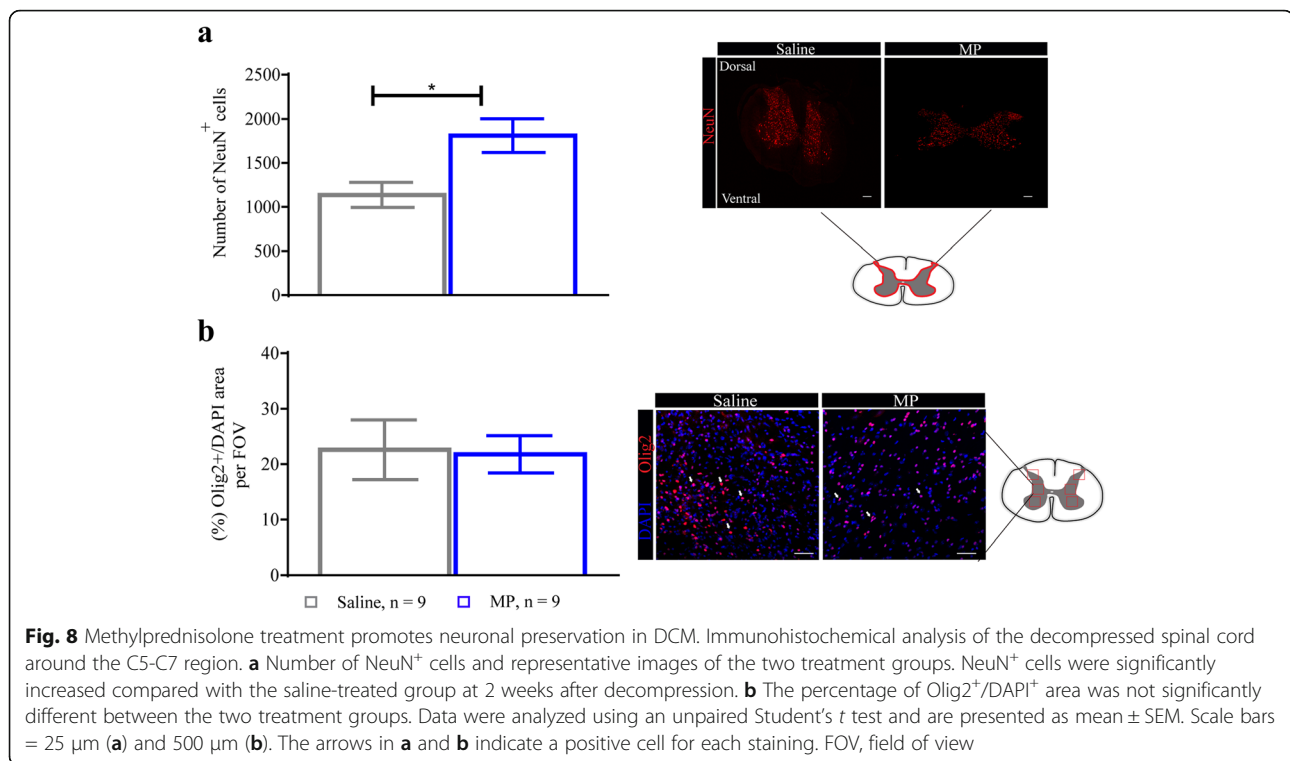 a
Saline MP
2500
2000
1500
1000
500
0
Number of NeuN+ cells
*
NeuN
Dorsal
Ventral
b
40
30
20
10
0
(%) Olig2+/DAPI area
per FOV
Saline MP
DAPI Olig2
Saline, n = 9 MP, n = 9
Fig. 8 Methylprednisolone treatment promotes neuronal preservation in DCM. Immunohistochemical analysis of the decompressed spinal cord
around the C5-C7 region. a Number of NeuN+ cells and representative images of the two treatment groups. NeuN+ cells were significantly
increased compared with the saline-treated group at 2 weeks after decompression. b The percentage of Olig2+/DAPI+ area was not significantly
different between the two treatment groups. Data were analyzed using an unpaired Student's t test and are presented as mean ± SEM. Scale bars
= 25 μm (a) and 500 μm (b). The arrows in a and b indicate a positive cell for each staining. FOV, field of view